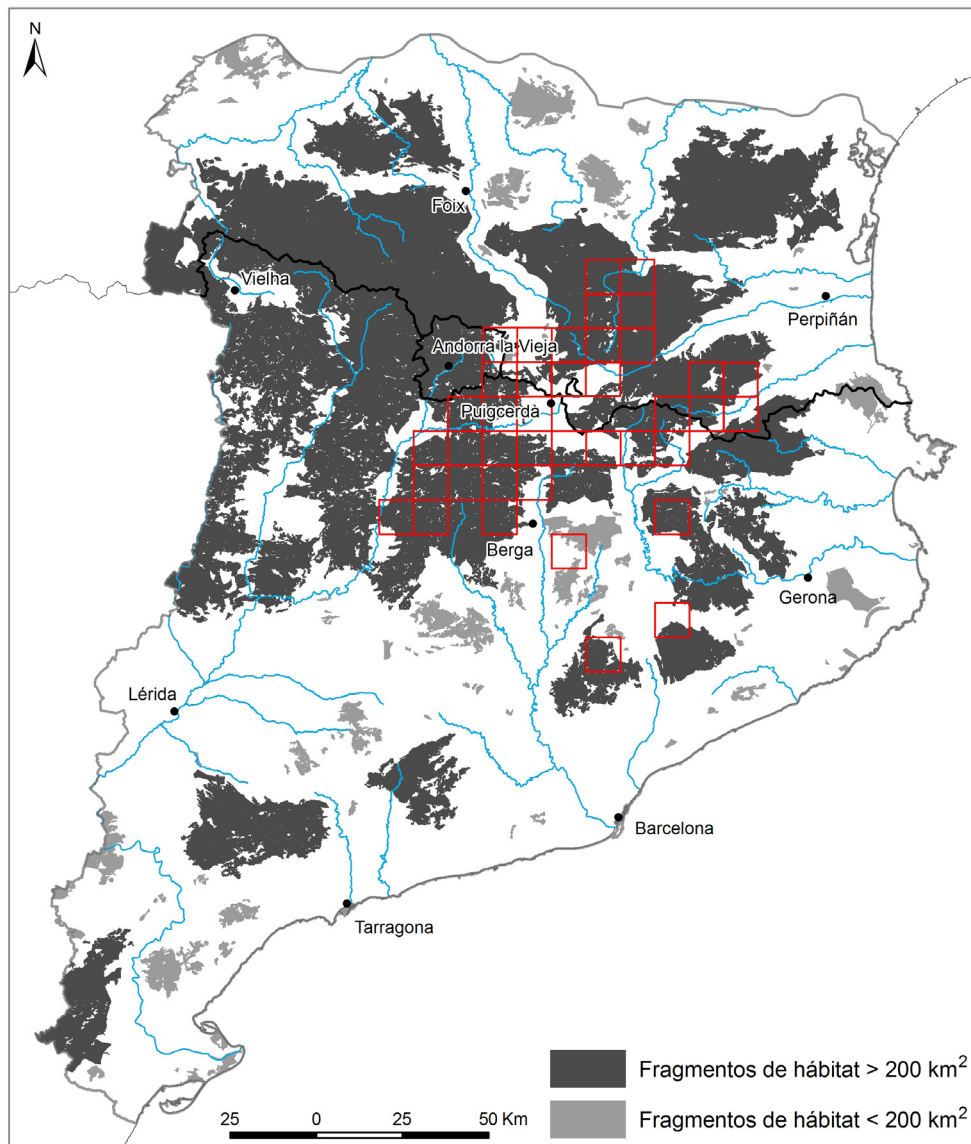 N
Foix
Vielha
Perpiñán
Andorra la Vieja
Puigcerdà
Berga
Gerona
Lérida
Barcelona
Tarragona
Fragmentos de hábitat > 200 km²
Fragmentos de hábitat < 200 km²
25 0 25 50 Km